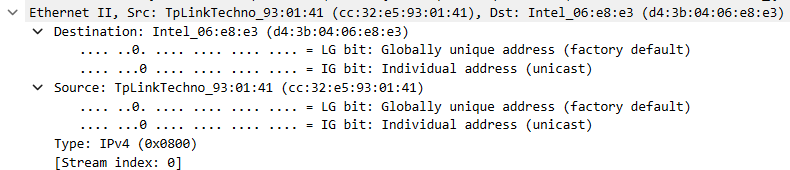 Ethernet II, Src: TpLinkTechno_93:01:41 (cc:32:e5:93:01:41), Dst: Intel_06:e8:e3 (d4:3b:04:06:e8:e3)
Destination: Intel_06:e8:e3 (d4:3b:04:06:e8:e3)
.... ..0. .... .... .... .... = LG bit: Globally unique address (factory default)
.... ...0 .... .... .... .... = IG bit: Individual address (unicast)
Source: TpLinkTechno_93:01:41 (cc:32:e5:93:01:41)
.... ..0. .... .... .... .... = LG bit: Globally unique address (factory default)
.... ...0 .... .... .... .... = IG bit: Individual address (unicast)
Type: IPv4 (0x0800)
[Stream index: 0]